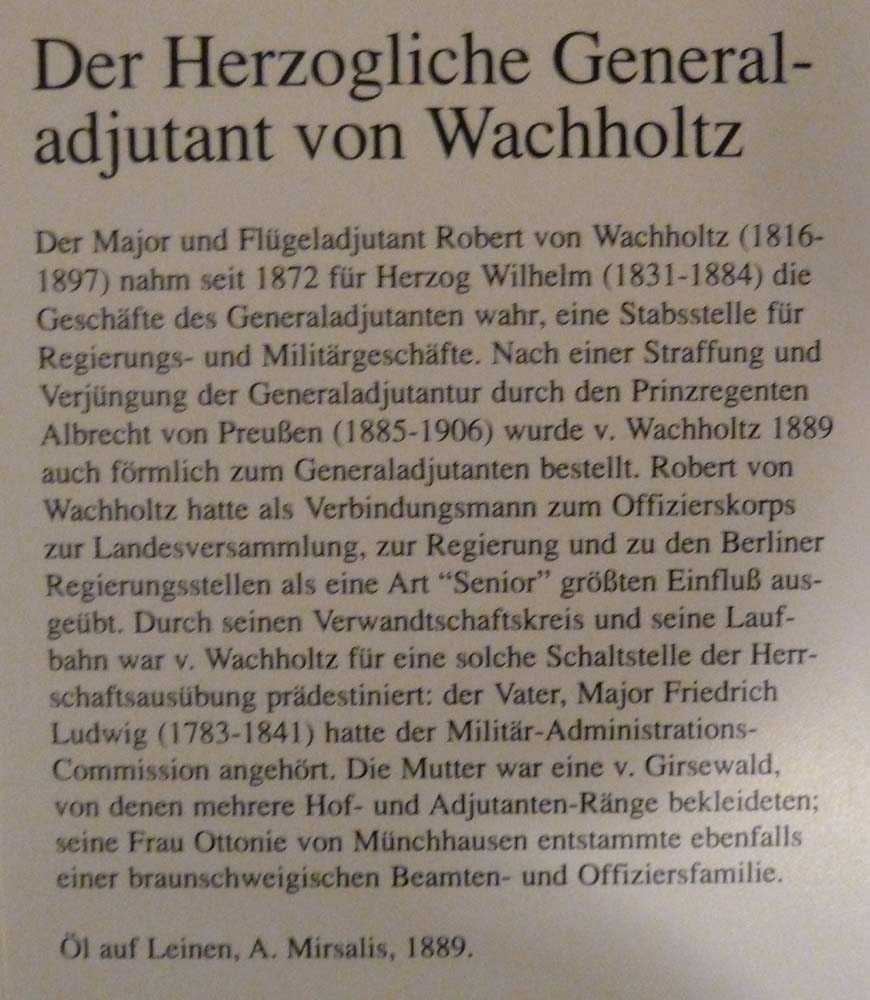 Der Herzogliche General-
adjutant von Wachholtz
Der Major und Flügeladjutant Robert von Wachholtz (1816-
1897) nahm seit 1872 für Herzog Wilhelm (1831-1884) die
Geschäfte des Generaladjutanten wahr, eine Stabsstelle für
Regierungs- und Militärgeschäfte. Nach einer Straffung und
Verjüngung der Generaladjutantur durch den Prinzregenten
Albrecht von Preußen (1885-1906) wurde v. Wachholtz 1889
auch förmlich zum Generaladjutanten bestellt. Robert von
Wachholtz hatte als Verbindungsmann zum Offizierskorps
zur Landesversammlung, zur Regierung und zu den Berliner
Regierungsstellen als eine Art “Senior” größten Einfluß aus-
geübt. Durch seinen Verwandtschaftskreis und seine Lauf-
bahn war v. Wachholtz für eine solche Schaltstelle der Herr-
schaftsausübung prädestiniert: der Vater, Major Friedrich
Ludwig (1783-1841) hatte der Militär-Administrations-
Commission angehört. Die Mutter war eine v. Girsewald,
von denen mehrere Hof- und Adjutanten-Ränge bekleideten;
seine Frau Ottonie von Münchhausen entstammte ebenfalls
einer braunschweigischen Beamten- und Offiziersfamilie.
Öl auf Leinen, A. Mirsalis, 1889.